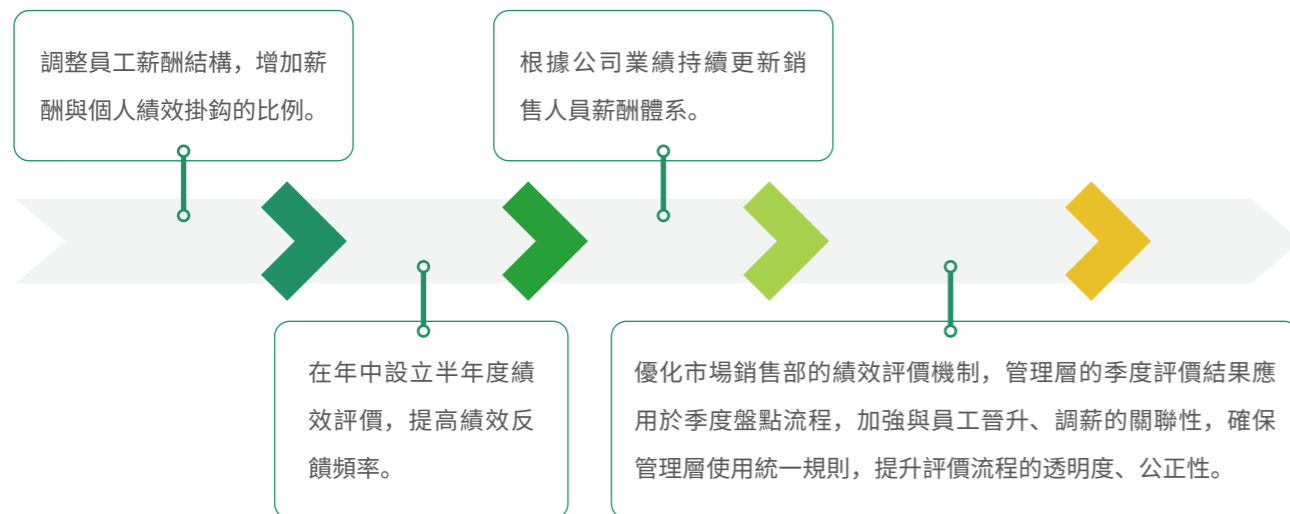 調整員工薪酬結構，增加薪
酬與個人績效掛鈎的比例。
根據公司業績持續更新銷
售人員薪酬體系。
在年中設立半年度績
效評價，提高績效反
饋頻率。
優化市場銷售部的績效評價機制，管理層的季度評價結果應
用於季度盤點流程，加強與員工晉升、調薪的關聯性，確保
管理層使用統一規則，提升評價流程的透明度、公正性。